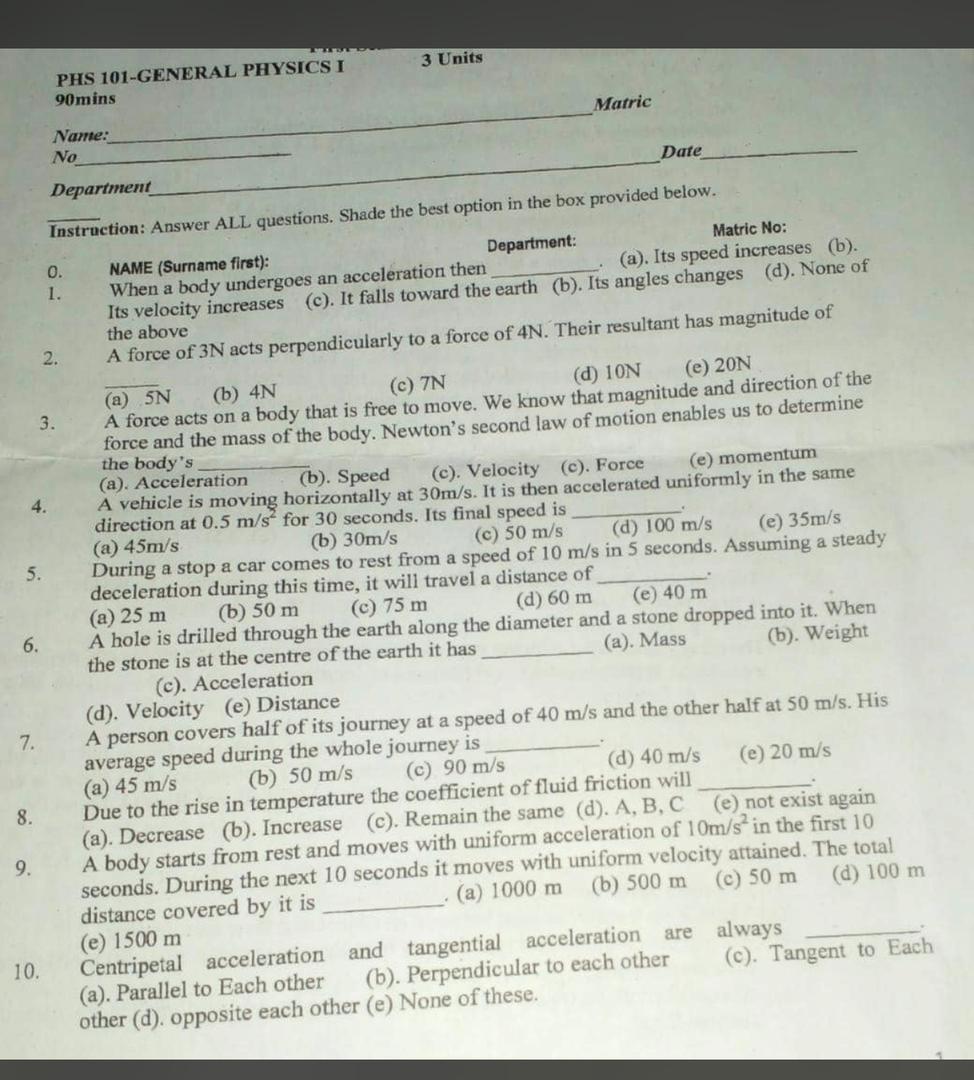 PHS 101-GENERAL PHYSICS I 3 Units
90mins
Name:____________ Matric
No____________
Department____________ Date____________
Instruction: Answer ALL questions. Shade the best option in the box provided below.
0. NAME (Surname first): Department: Matric No:
1. When a body undergoes an acceleration then ____________. (a). Its speed increases (b).
Its velocity increases (c). It falls toward the earth (b). Its angles changes (d). None of
the above
2. A force of 3N acts perpendicularly to a force of 4N. Their resultant has magnitude of
______
(a) 5N (b) 4N (c) 7N (d) 10N (e) 20N
3. A force acts on a body that is free to move. We know that magnitude and direction of the
force and the mass of the body. Newton's second law of motion enables us to determine
the body's ____________
(a). Acceleration (b). Speed (c). Velocity (c). Force (e) momentum
4. A vehicle is moving horizontally at 30m/s. It is then accelerated uniformly in the same
direction at 0.5 m/s² for 30 seconds. Its final speed is ____________.
(a) 45m/s (b) 30m/s (c) 50 m/s (d) 100 m/s (e) 35m/s
5. During a stop a car comes to rest from a speed of 10 m/s in 5 seconds. Assuming a steady
deceleration during this time, it will travel a distance of ____________.
(a) 25 m (b) 50 m (c) 75 m (d) 60 m (e) 40 m
6. A hole is drilled through the earth along the diameter and a stone dropped into it. When
the stone is at the centre of the earth it has ____________ (a). Mass (b). Weight
(c). Acceleration
(d). Velocity (e) Distance
7. A person covers half of its journey at a speed of 40 m/s and the other half at 50 m/s. His
average speed during the whole journey is ____________.
(a) 45 m/s (b) 50 m/s (c) 90 m/s (d) 40 m/s (e) 20 m/s
8. Due to the rise in temperature the coefficient of fluid friction will ____________.
(a). Decrease (b). Increase (c). Remain the same (d). A, B, C (e) not exist again
9. A body starts from rest and moves with uniform acceleration of 10m/s² in the first 10
seconds. During the next 10 seconds it moves with uniform velocity attained. The total
distance covered by it is ____________. (a) 1000 m (b) 500 m (c) 50 m (d) 100 m
(e) 1500 m
10. Centripetal acceleration and tangential acceleration are always ____________.
(a). Parallel to Each other (b). Perpendicular to each other (c). Tangent to Each
other (d). opposite each other (e) None of these.